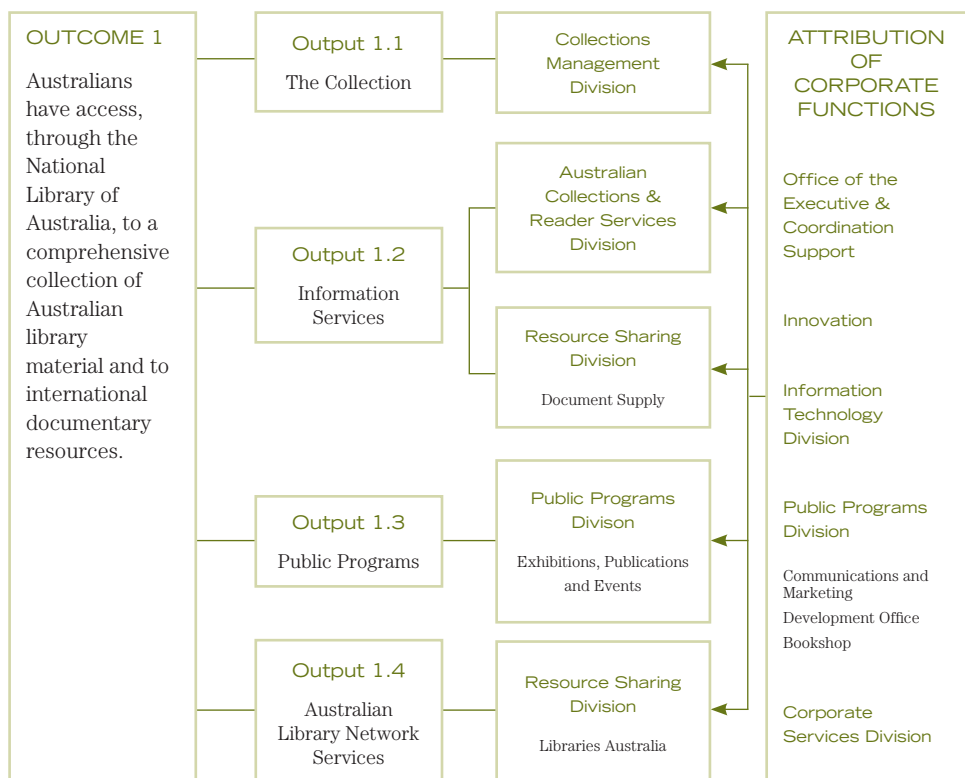 OUTCOME 1
Australians
have access,
through the
National
Library of
Australia, to a
comprehensive
collection of
Australian
library
material and to
international
documentary
resources.
Output 1.1
The Collection
Output 1.2
Information
Services
Output 1.3
Public Programs
Output 1.4
Australian
Library Network
Services
Collections
Management
Division
Australian
Collections &
Reader Services
Division
Resource Sharing
Division
Document Supply
Public Programs
Divison
Exhibitions, Publications
and Events
Resource Sharing
Division
Libraries Australia
ATTRIBUTION
OF
CORPORATE
FUNCTIONS
Office of the
Executive &
Coordination
Support
Innovation
Information
Technology
Division
Public Programs
Division
Communications and
Marketing
Development Office
Bookshop
Corporate
Services Division